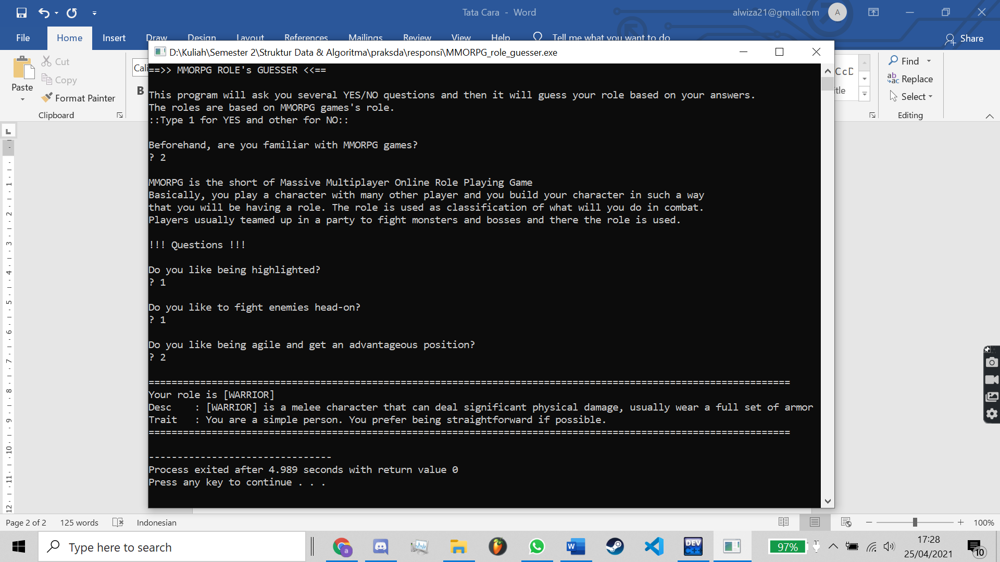 Tata Cara - Word
alwiza21@gmail.com
A
File
Home
Insert
Draw
Design
Layout
References
Mailings
Review
View
Help
Tell me what you want to do
Share
Paste
Cut
Copy
Format Painter
Clipboard
Cali
B
Find
Replace
Select
Editing
D:\Kuliah\Semester 2\Struktur Data & Algoritma\praksda\responsi\MMORPG_role_guesser.exe
==>> MMORPG ROLE's GUESSER <<==
This program will ask you several YES/NO questions and then it will guess your role based on your answers.
The roles are based on MMORPG games's role.
::Type 1 for YES and other for NO::
Beforehand, are you familiar with MMORPG games?
? 2
MMORPG is the short of Massive Multiplayer Online Role Playing Game
Basically, you play a character with many other player and you build your character in such a way
that you will be having a role. The role is used as classification of what will you do in combat.
Players usually teamed up in a party to fight monsters and bosses and there the role is used.
!!! Questions !!!
Do you like being highlighted?
? 1
Do you like to fight enemies head-on?
? 1
Do you like being agile and get an advantageous position?
? 2
================================================================================================================
Your role is [WARRIOR]
Desc    : [WARRIOR] is a melee character that can deal significant physical damage, usually wear a full set of armor
Trait   : You are a simple person. You prefer being straightforward if possible.
================================================================================================================
--------------------------------
Process exited after 4.989 seconds with return value 0
Press any key to continue . . .
Page 2 of 2
125 words
Indonesian
100%
Type here to search
DEV C++
97%
17:28
25/04/2021
10